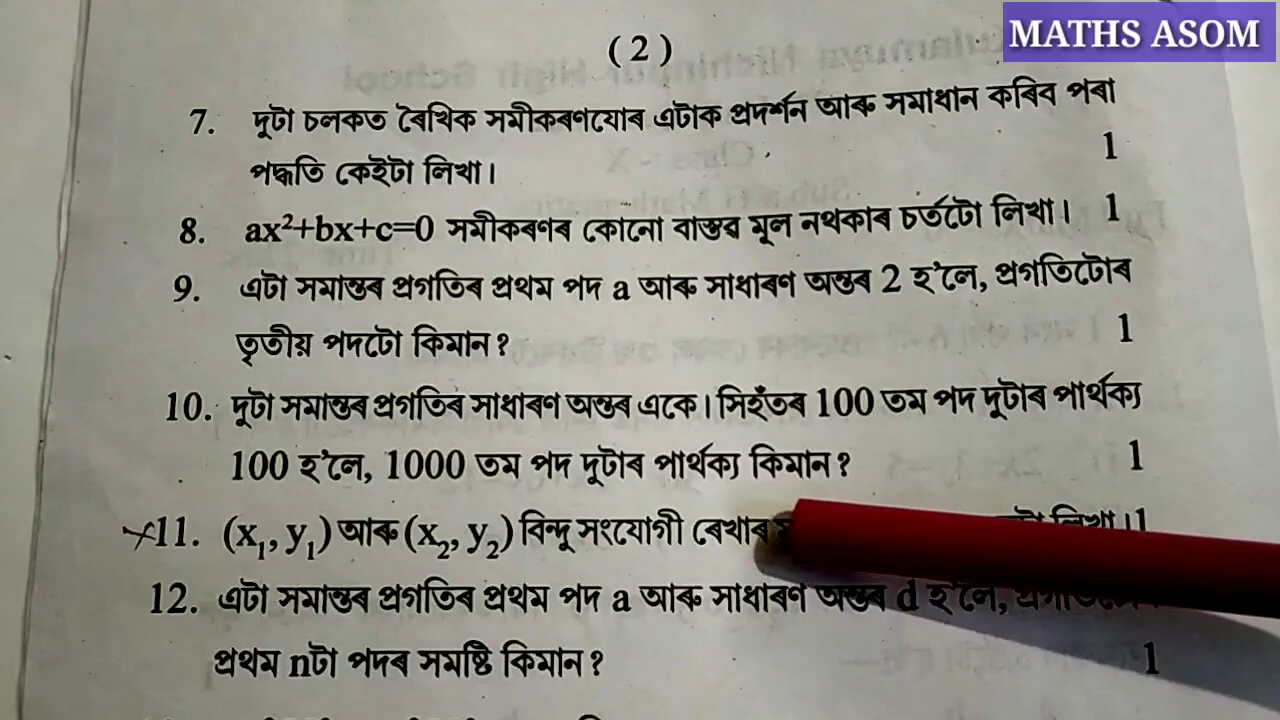 MATHS ASOM
( 2 )
7. দুটা চলকত ৰৈখিক সমীকৰণযোৰ এটাক প্ৰদৰ্শন আৰু সমাধান কৰিব পৰা
পদ্ধতি কেইটা লিখা। 1
8. ax²+bx+c=0 সমীকৰণৰ কোনো বাস্তৱ মূল নথকাৰ চৰ্তটো লিখা। 1
9. এটা সমান্তৰ প্ৰগতিৰ প্ৰথম পদ a আৰু সাধাৰণ অন্তৰ 2 হ'লে, প্ৰগতিটোৰ
তৃতীয় পদটো কিমান? 1
10. দুটা সমান্তৰ প্ৰগতিৰ সাধাৰণ অন্তৰ একে। সিহঁতৰ 100 তম পদ দুটাৰ পাৰ্থক্য
100 হ'লে, 1000 তম পদ দুটাৰ পাৰ্থক্য কিমান? 1
11. (x₁, y₁) আৰু (x₂, y₂) বিন্দু সংযোগী ৰেখাৰ লিখা। 1
12. এটা সমান্তৰ প্ৰগতিৰ প্ৰথম পদ a আৰু সাধাৰণ অন্তৰ d হ'লে,
প্ৰথম nটা পদৰ সমষ্টি কিমান? 1